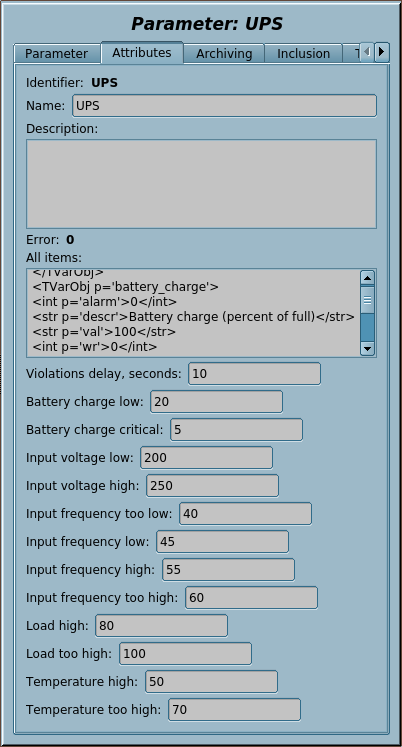 Parameter: UPS
Parameter Attributes Archiving Inclusion
Identifier: UPS
Name: UPS
Description:
Error: 0
All items:
</TVarObj>
<TVarObj p='battery_charge'>
<int p='alarm'>0</int>
<str p='descr'>Battery charge (percent of full)</str>
<str p='val'>100</str>
<int p='wr'>0</int>
Violations delay, seconds: 10
Battery charge low: 20
Battery charge critical: 5
Input voltage low: 200
Input voltage high: 250
Input frequency too low: 40
Input frequency low: 45
Input frequency high: 55
Input frequency too high: 60
Load high: 80
Load too high: 100
Temperature high: 50
Temperature too high: 70